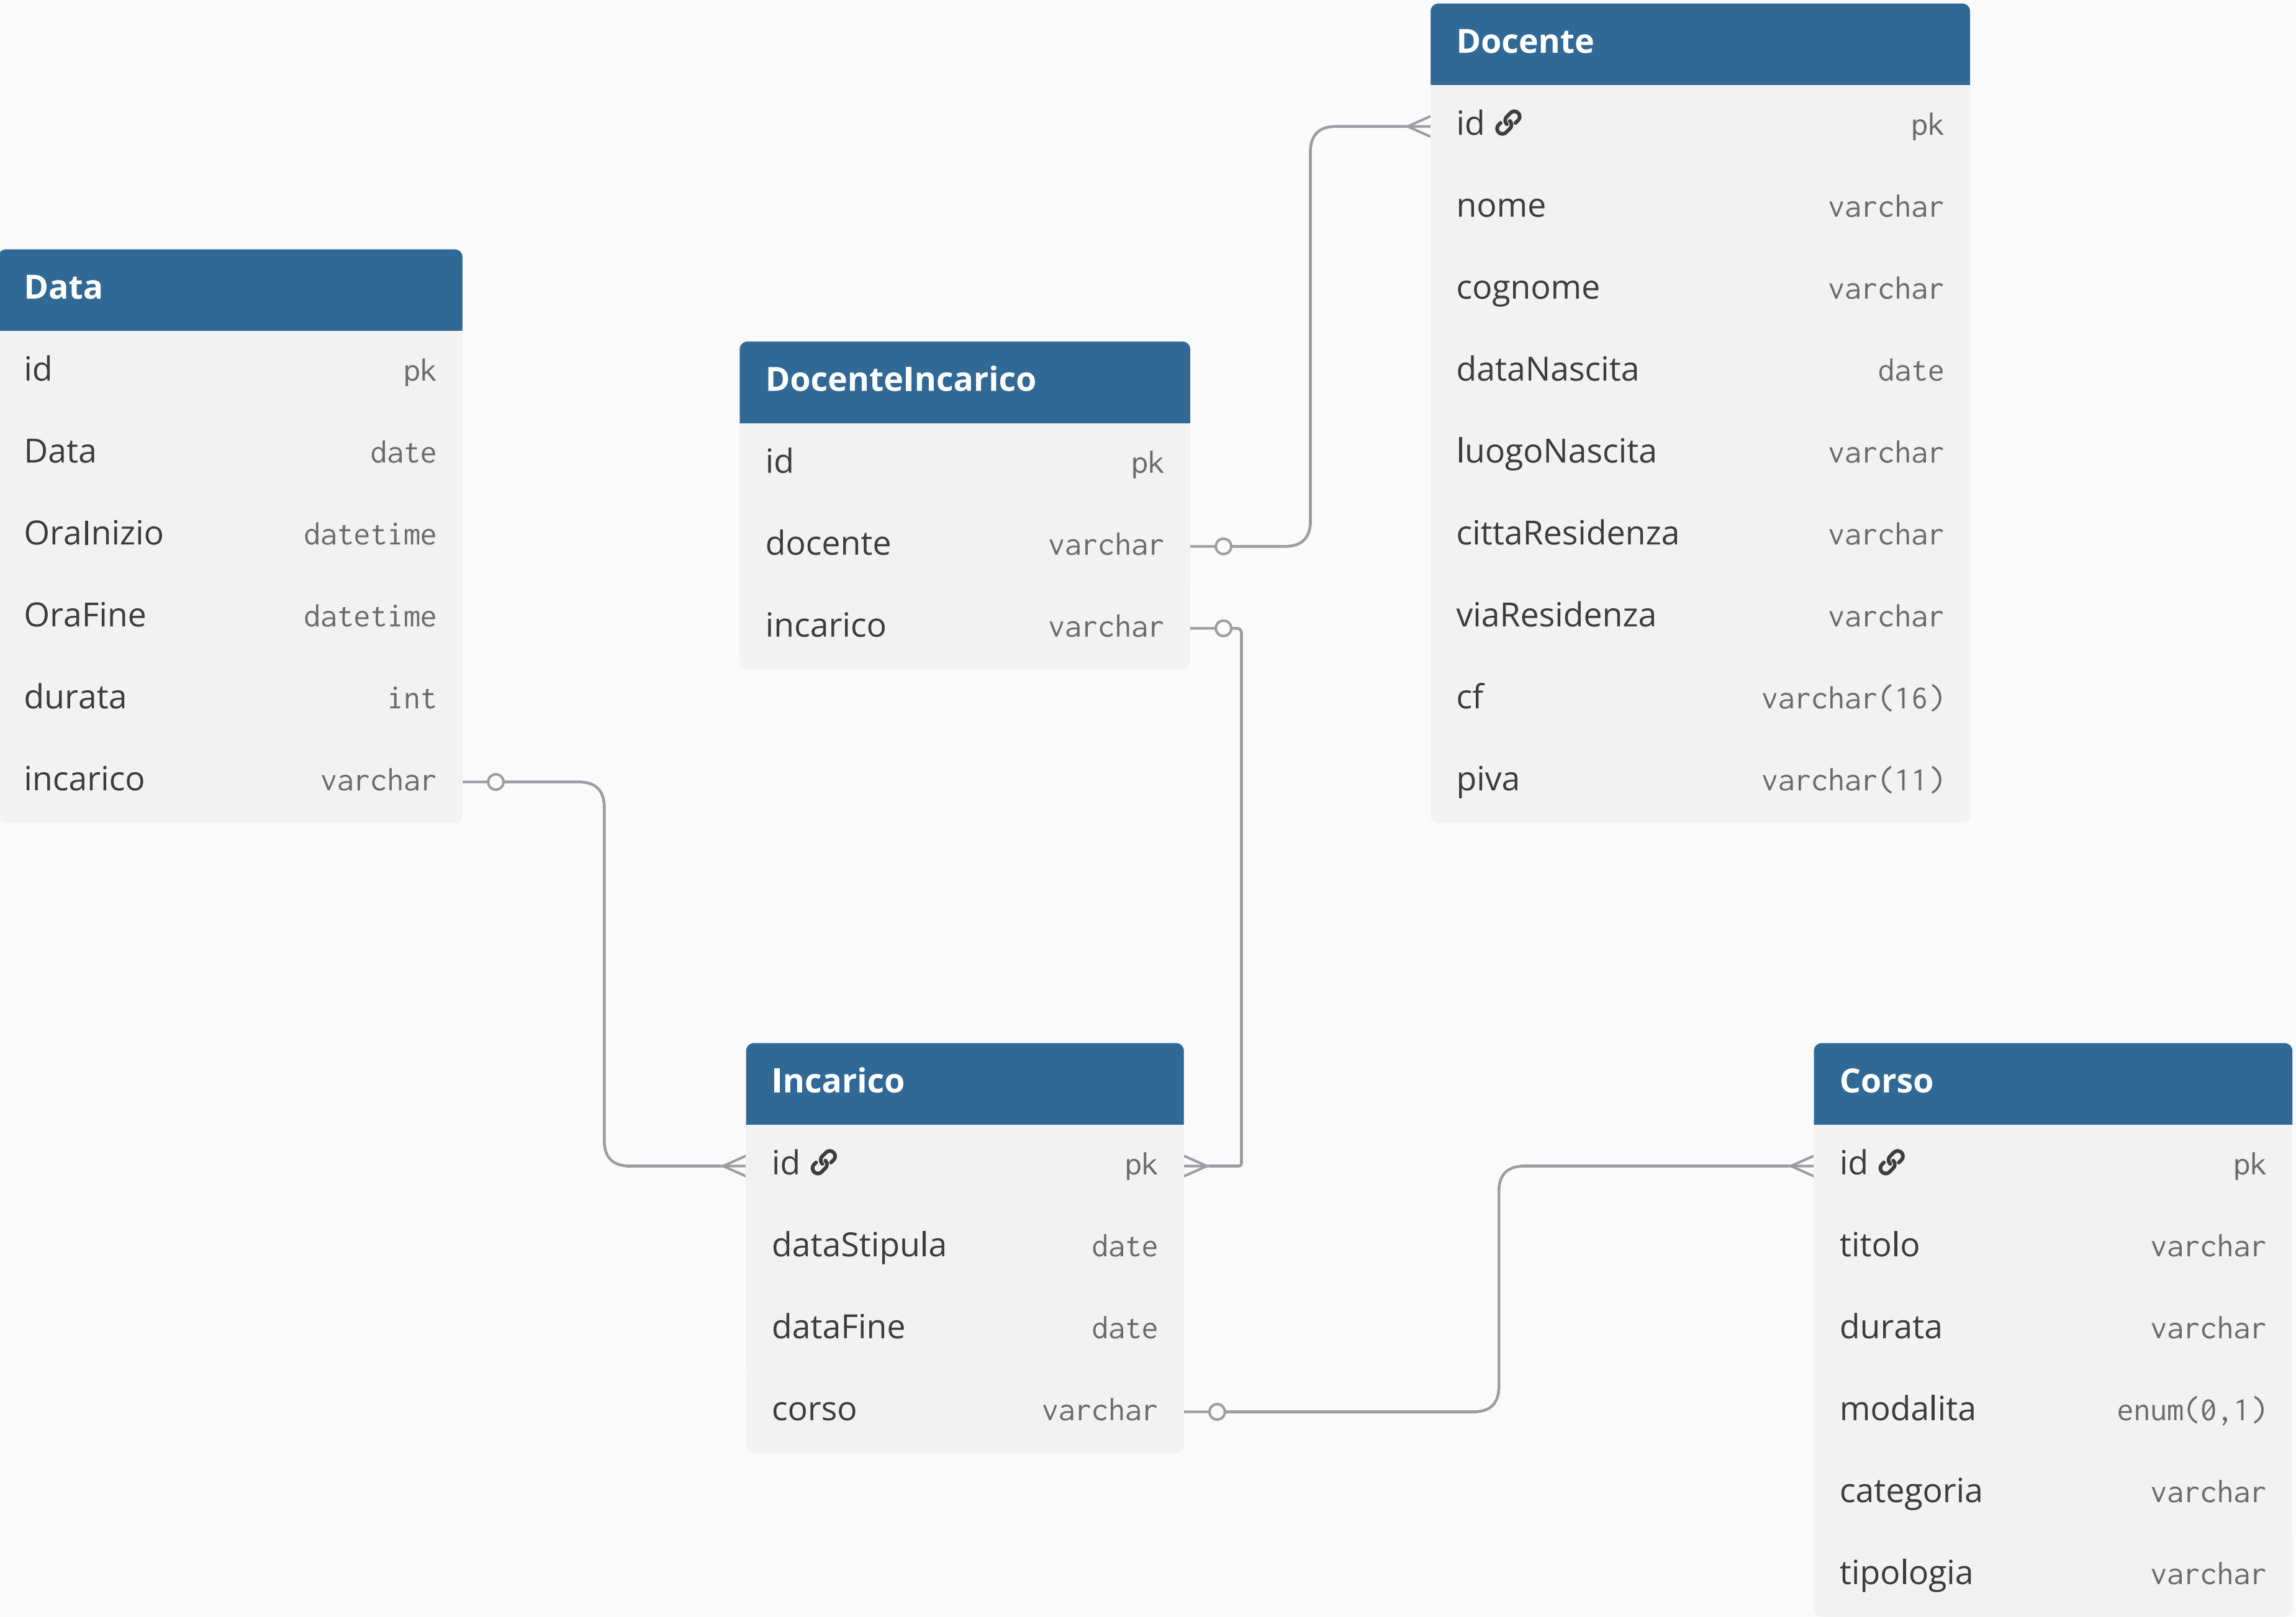 Docente
id pk
nome varchar
cognome varchar
dataNascita date
luogoNascita varchar
cittaResidenza varchar
viaResidenza varchar
cf varchar(16)
piva varchar(11)
Data
id pk
Data date
OraInizio datetime
OraFine datetime
durata int
incarico varchar
DocenteIncarico
id pk
docente varchar
incarico varchar
Incarico
id pk
dataStipula date
dataFine date
corso varchar
Corso
id pk
titolo varchar
durata varchar
modalita enum(0,1)
categoria varchar
tipologia varchar